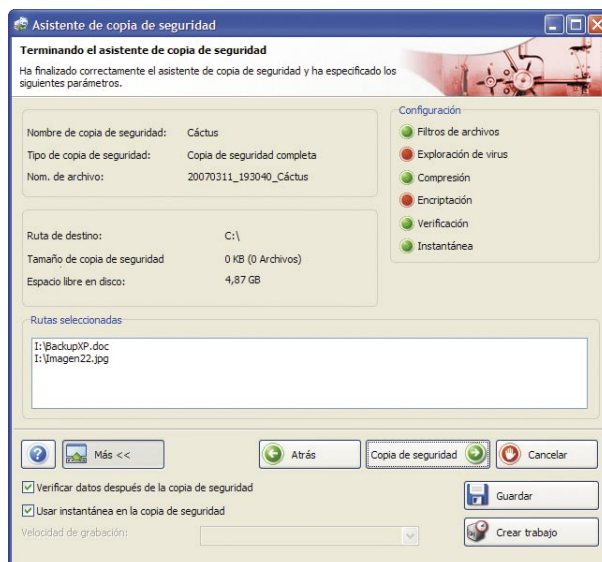 Asistente de copia de seguridad
Terminando el asistente de copia de seguridad
Ha finalizado correctamente el asistente de copia de seguridad y ha especificado los
siguientes parámetros.
Nombre de copia de seguridad: Cáctus
Tipo de copia de seguridad: Copia de seguridad completa
Nom. de archivo: 20070311_193040_Cáctus
Ruta de destino: C:\
Tamaño de copia de seguridad 0 KB (0 Archivos)
Espacio libre en disco: 4,87 GB
Configuración
Filtros de archivos
Exploración de virus
Compresión
Encriptación
Verificación
Instantánea
Rutas seleccionadas
I:\BackupXP.doc
I:\Imagen22.jpg
Más <<
Atrás
Copia de seguridad
Cancelar
Verificar datos después de la copia de seguridad
Usar instantánea en la copia de seguridad
Velocidad de grabación:
Guardar
Crear trabajo